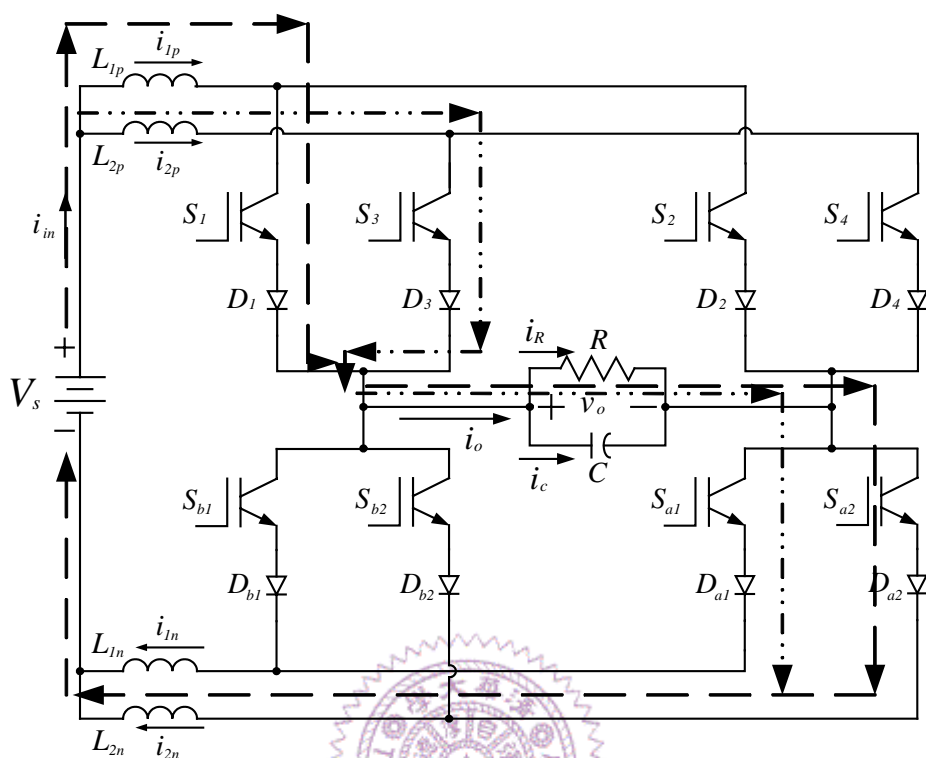 i1p
L1p
L2p
i2p
S1
S3
S2
S4
iin
D1
D3
D2
D4
iR
R
+
Vs
−
+ vo −
io
ic
C
Sb1
Sb2
Sa1
Sa2
Db1
Db2
Da1
Da2
L1n
i1n
L2n
i2n